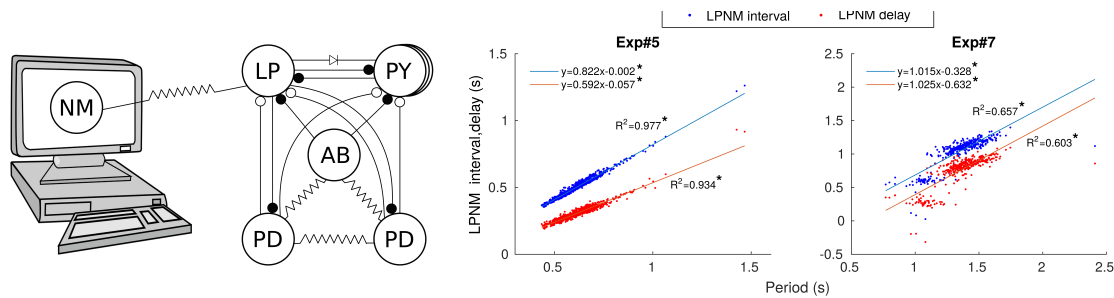 NM
LP
PY
AB
PD
PD
LPNM interval
LPNM delay
Exp#5
Exp#7
y=0.822x-0.002*
y=0.592x-0.057*
R²=0.977*
R²=0.934*
y=1.015x-0.328*
y=1.025x-0.632*
R²=0.657*
R²=0.603*
LPNM interval,delay (s)
1.5
1
0.5
0
0.5
1
1.5
2.5
2
1.5
1
0.5
0
-0.5
0.5
1
1.5
2
2.5
Period (s)